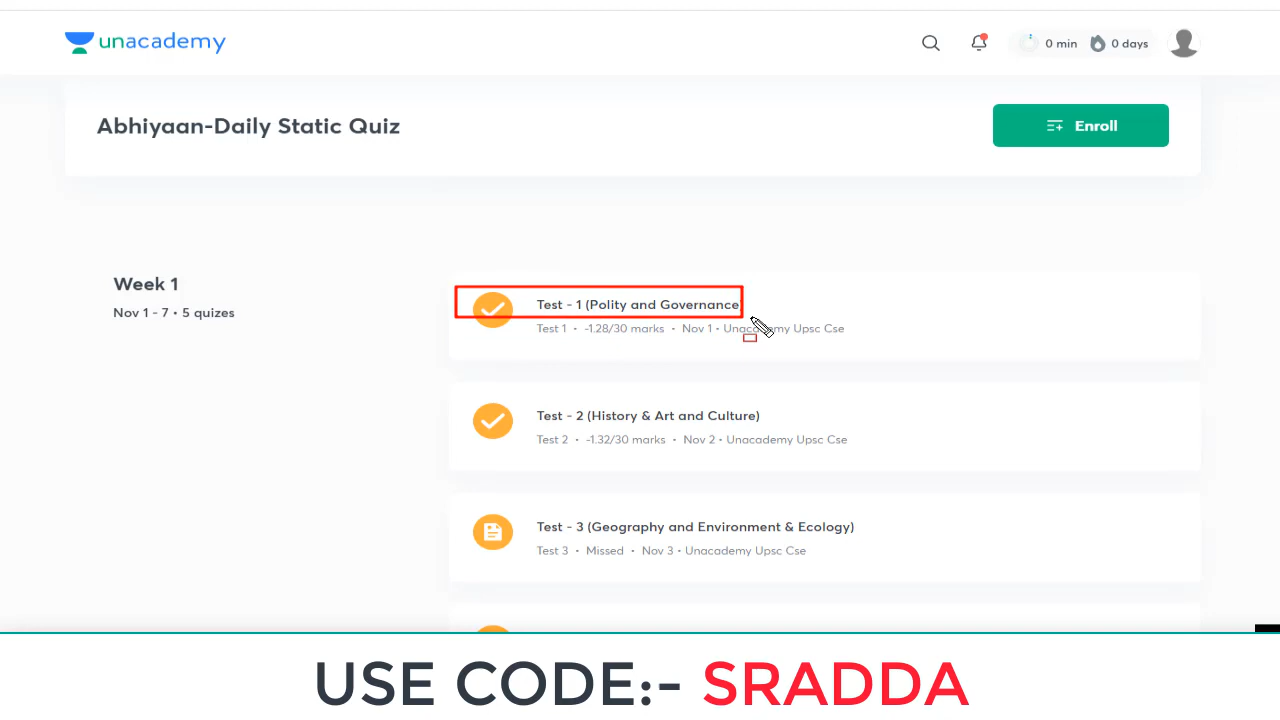 unacademy
0 min
0 days
Abhiyaan-Daily Static Quiz
Enroll
Week 1
Nov 1 - 7 • 5 quizes
Test - 1 (Polity and Governance)
Test 1 • -1.28/30 marks • Nov 1 • Unacademy Upsc Cse
Test - 2 (History & Art and Culture)
Test 2 • -1.32/30 marks • Nov 2 • Unacademy Upsc Cse
Test - 3 (Geography and Environment & Ecology)
Test 3 • Missed • Nov 3 • Unacademy Upsc Cse
USE CODE:- SRADDA